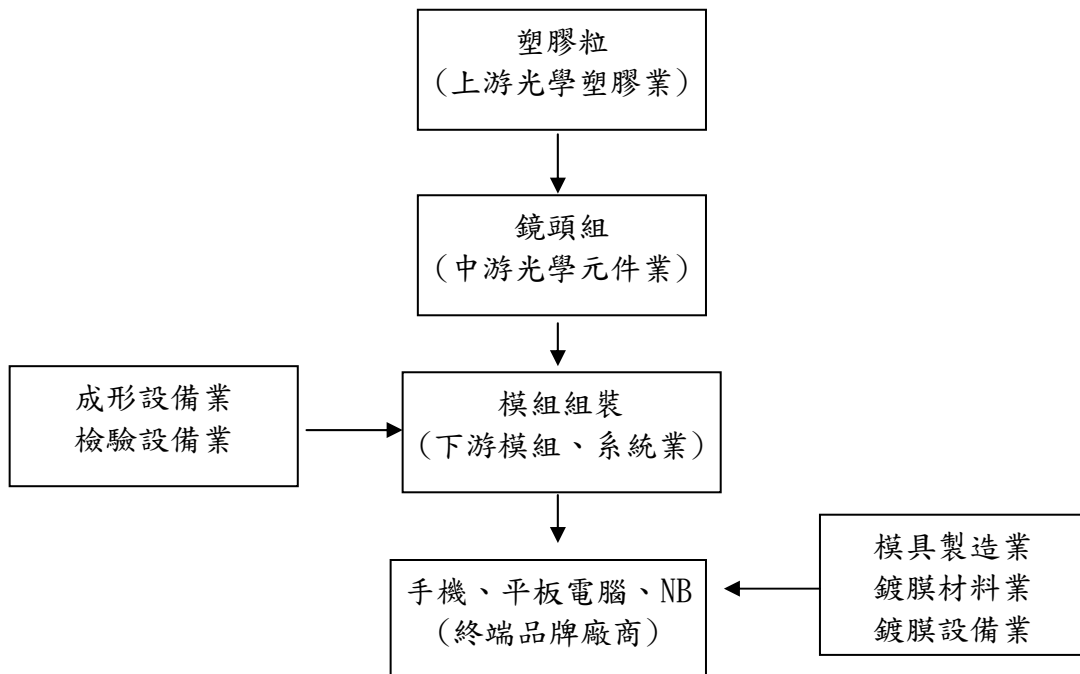 塑膠粒
(上游光學塑膠業)
鏡頭組
(中游光學元件業)
成形設備業
檢驗設備業
模組組裝
(下游模組、系統業)
手機、平板電腦、NB
(終端品牌廠商)
模具製造業
鍍膜材料業
鍍膜設備業